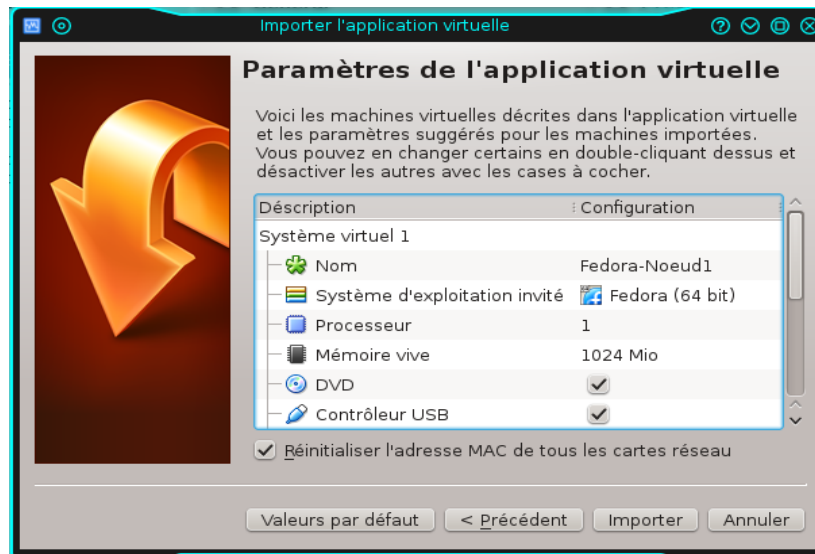 Importer l'application virtuelle
Paramètres de l'application virtuelle
Voici les machines virtuelles décrites dans l'application virtuelle
et les paramètres suggérés pour les machines importées.
Vous pouvez en changer certains en double-cliquant dessus et
désactiver les autres avec les cases à cocher.
Déscription Configuration
Système virtuel 1
Nom Fedora-Noeud1
Système d'exploitation invité Fedora (64 bit)
Processeur 1
Mémoire vive 1024 Mio
DVD
Contrôleur USB
Réinitialiser l'adresse MAC de tous les cartes réseau
Valeurs par défaut < Précédent Importer Annuler